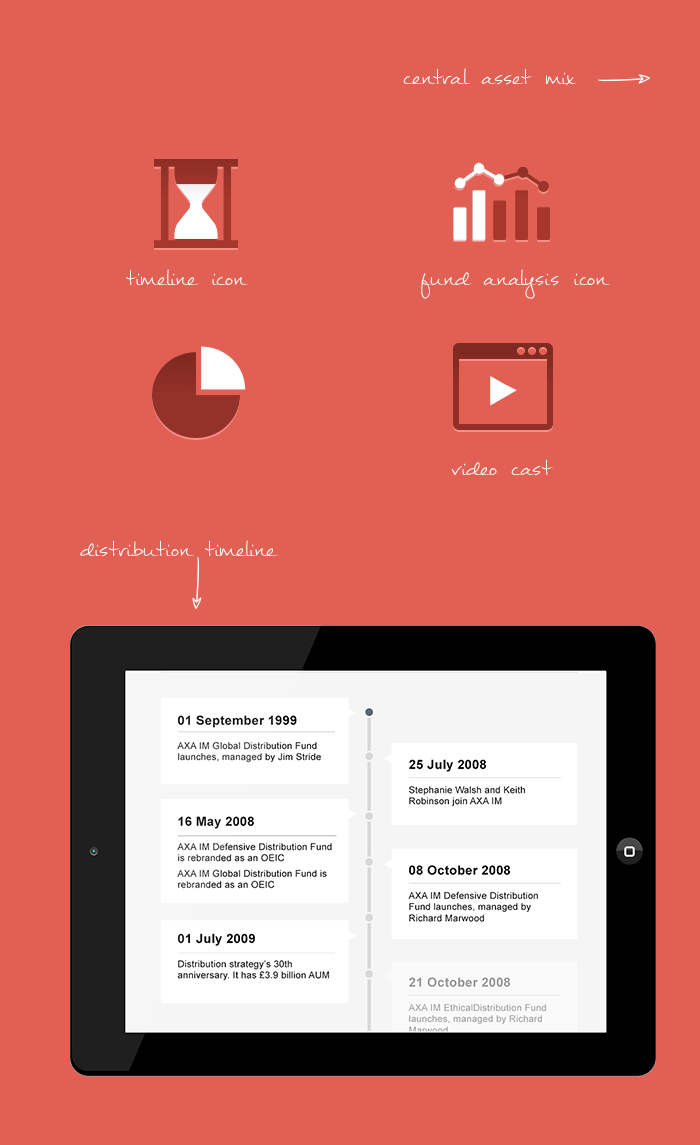 central asset mix
timeline icon
fund analysis icon
video cast
distribution timeline
01 September 1999
AXA IM Global Distribution Fund
launches, managed by Jim Stride
25 July 2008
Stephanie Walsh and Keith
Robinson join AXA IM
16 May 2008
AXA IM Defensive Distribution Fund
is rebranded as an OEIC
AXA IM Global Distribution Fund is
rebranded as an OEIC
08 October 2008
AXA IM Defensive Distribution
Fund launches, managed by
Richard Marwood
01 July 2009
Distribution strategy's 30th
anniversary. It has £3.9 billion AUM
21 October 2008
AXA IM EthicalDistribution Fund
launches, managed by Richard
Marwood